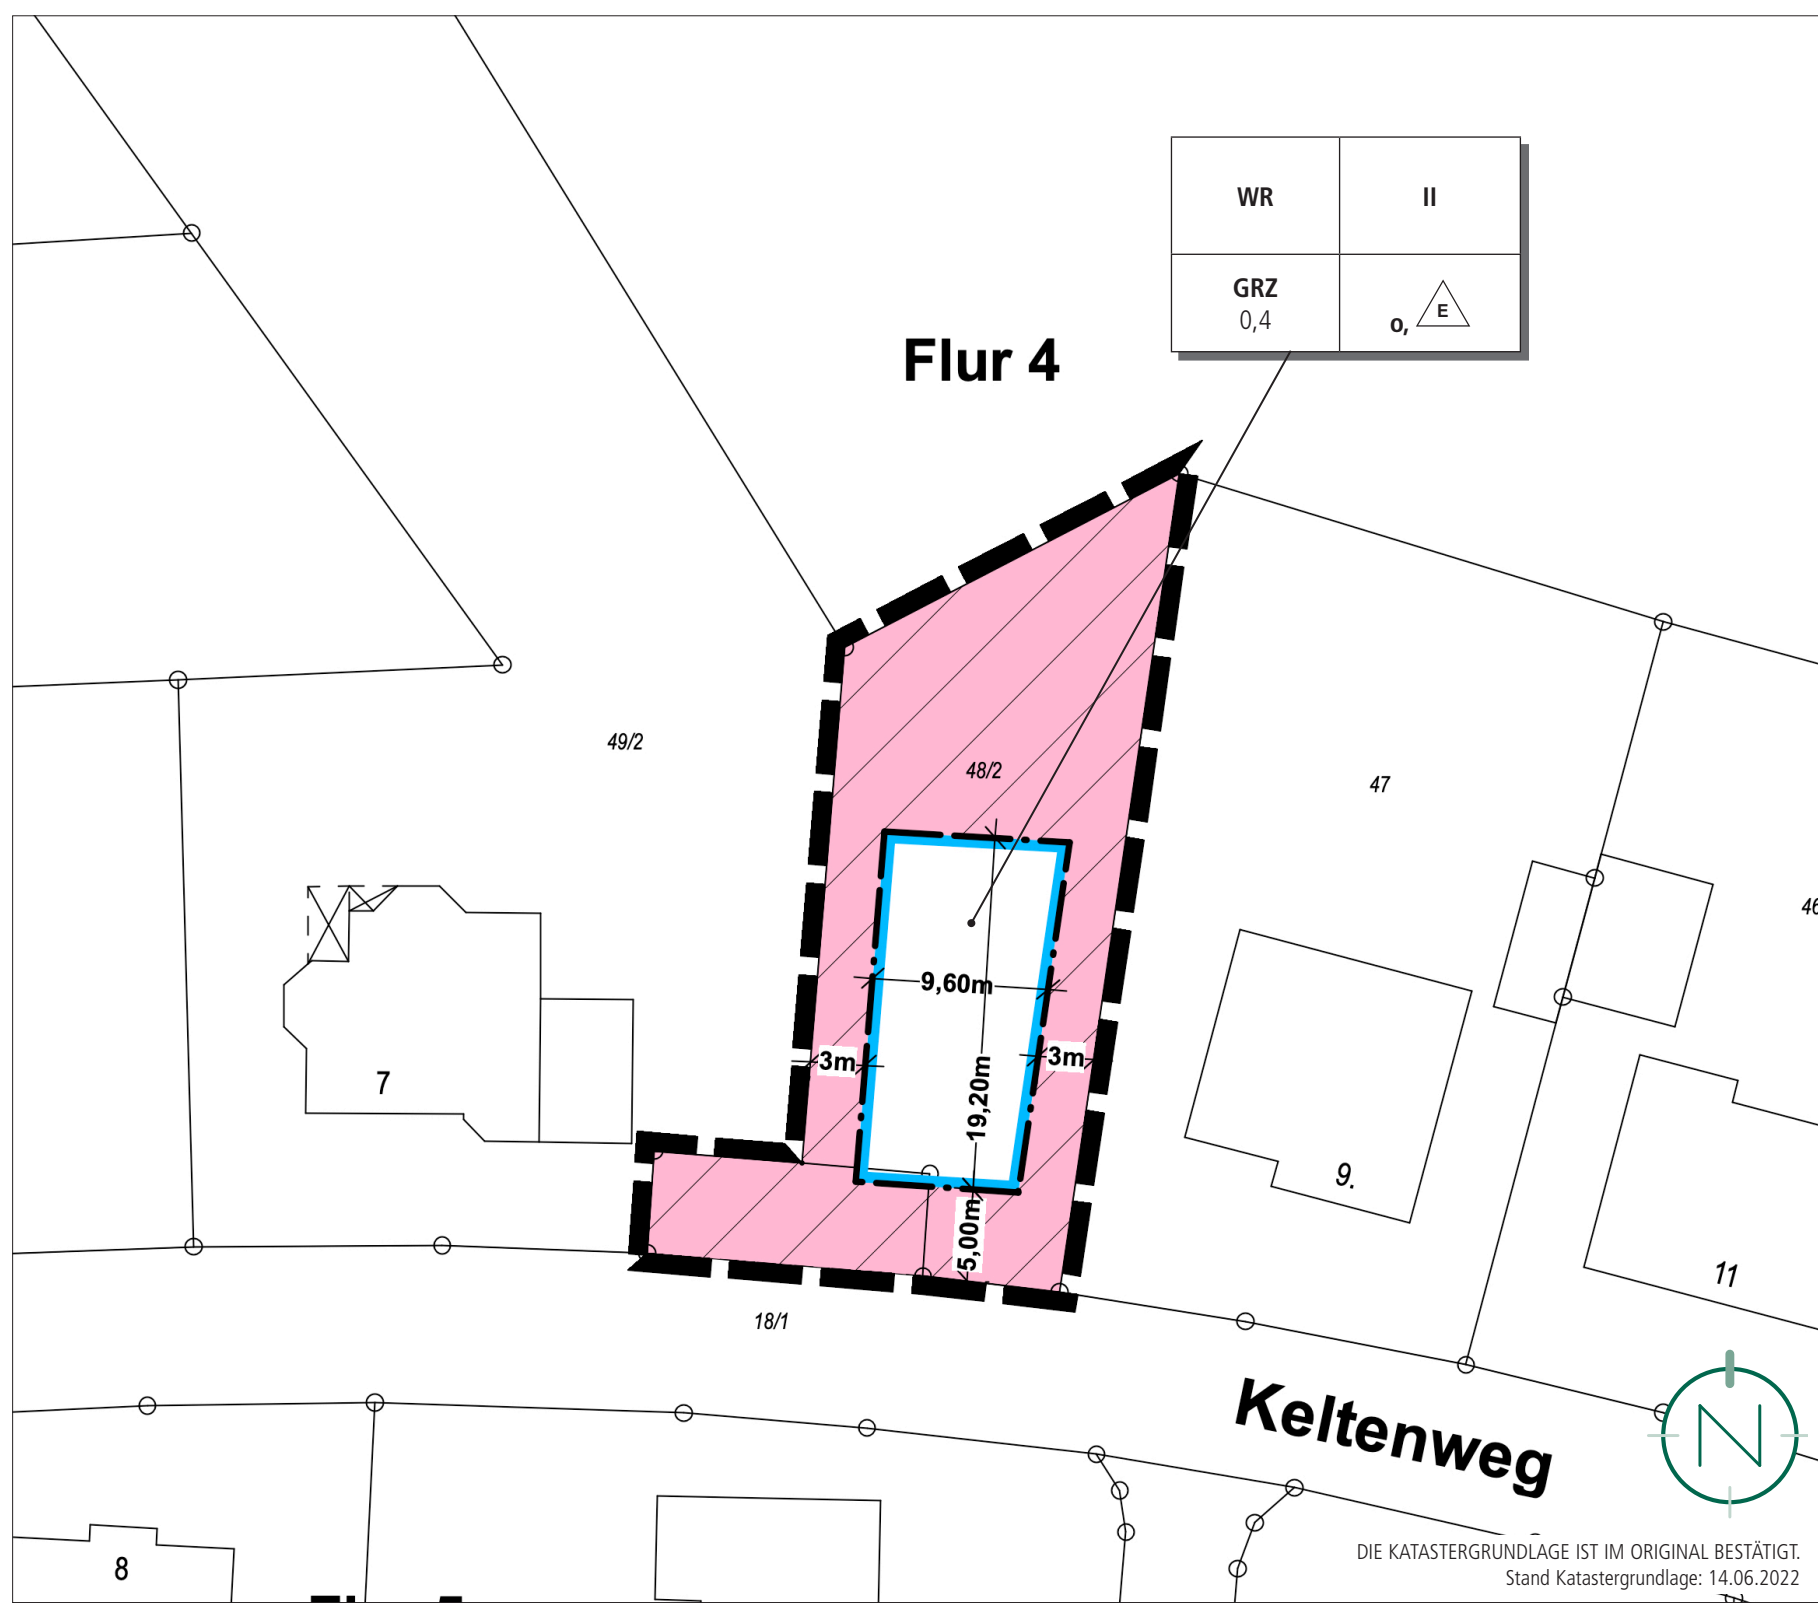 WR
II
GRZ
0,4
o,
E
Flur 4
49/2
48/2
47
46
9,60m
3m
3m
19,20m
7
9.
5,00m
11
18/1
Keltenweg
N
DIE KATASTERGRUNDLAGE IST IM ORIGINAL BESTÄTIGT.
Stand Katastergrundlage: 14.06.2022
8